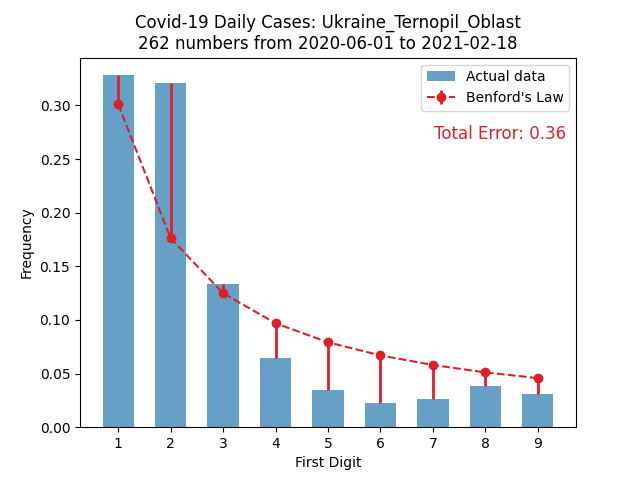 Covid-19 Daily Cases: Ukraine_Ternopil_Oblast
262 numbers from 2020-06-01 to 2021-02-18
Actual data
Benford's Law
Total Error: 0.36
Frequency
0.30
0.25
0.20
0.15
0.10
0.05
0.00
1 2 3 4 5 6 7 8 9
First Digit